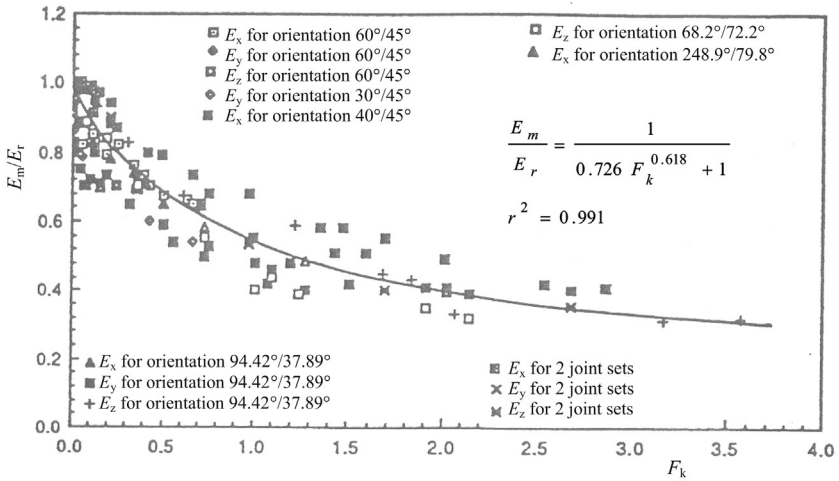 1.2
1.0
0.8
0.6
0.4
0.2
0.0
E_m/E_r
E_x for orientation 60°/45°
E_y for orientation 60°/45°
E_z for orientation 60°/45°
E_y for orientation 30°/45°
E_x for orientation 40°/45°
E_z for orientation 68.2°/72.2°
E_x for orientation 248.9°/79.8°
E_m / E_r = 1 / (0.726 F_k^0.618 + 1)
r^2 = 0.991
E_x for orientation 94.42°/37.89°
E_y for orientation 94.42°/37.89°
E_z for orientation 94.42°/37.89°
E_x for 2 joint sets
E_y for 2 joint sets
E_z for 2 joint sets
0.0 0.5 1.0 1.5 2.0 2.5 3.0 3.5 4.0
F_k